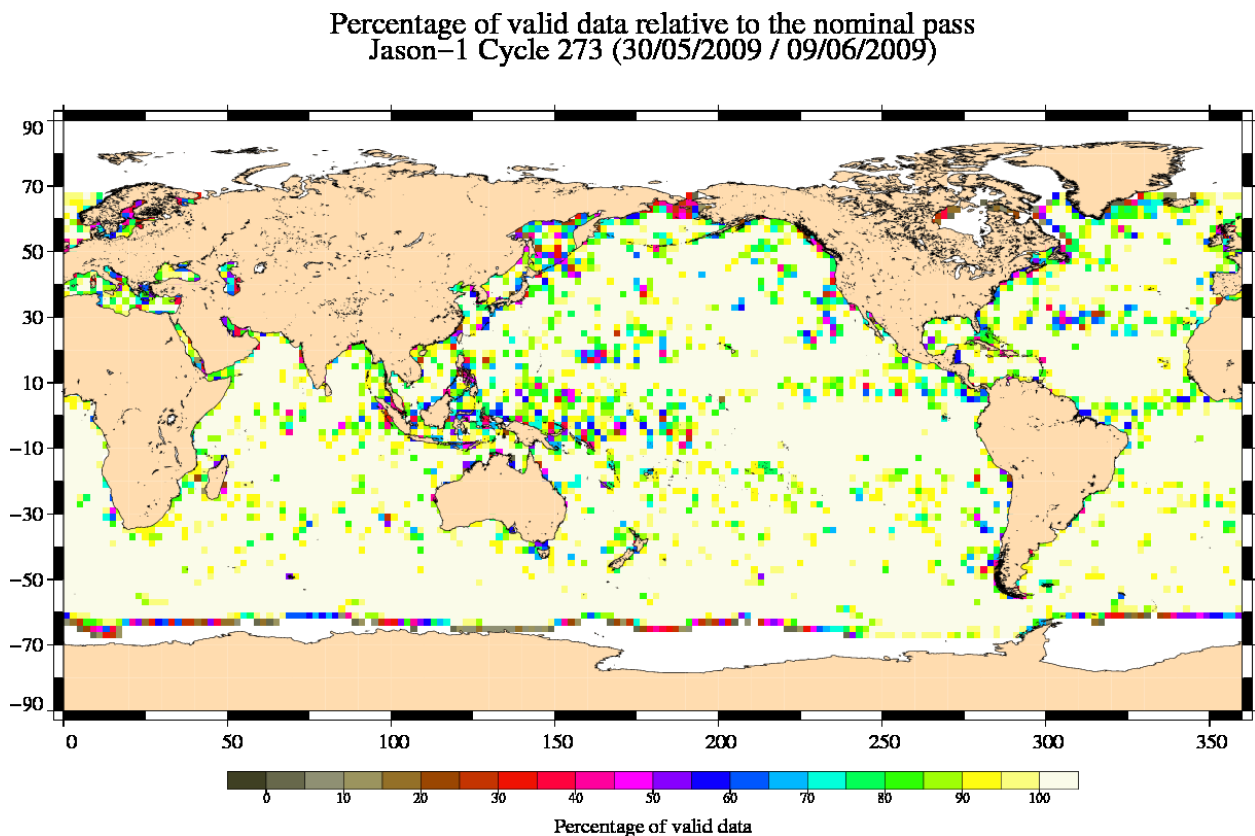 Percentage of valid data relative to the nominal pass
Jason−1 Cycle 273 (30/05/2009 / 09/06/2009)
90
70
50
30
10
−10
−30
−50
−70
−90
0 50 100 150 200 250 300 350
0 10 20 30 40 50 60 70 80 90 100
Percentage of valid data